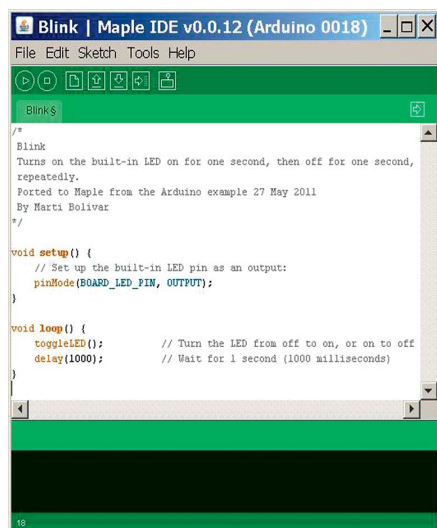 Blink | Maple IDE v0.0.12 (Arduino 0018)
File Edit Sketch Tools Help
Blink §
/*
Blink
Turns on the built-in LED on for one second, then off for one second,
repeatedly.
Ported to Maple from the Arduino example 27 May 2011
By Marti Bolivar
*/
void setup() {
// Set up the built-in LED pin as an output:
pinMode(BOARD_LED_PIN, OUTPUT);
}
void loop() {
toggleLED(); // Turn the LED from off to on, or on to off
delay(1000); // Wait for 1 second (1000 milliseconds)
}
18